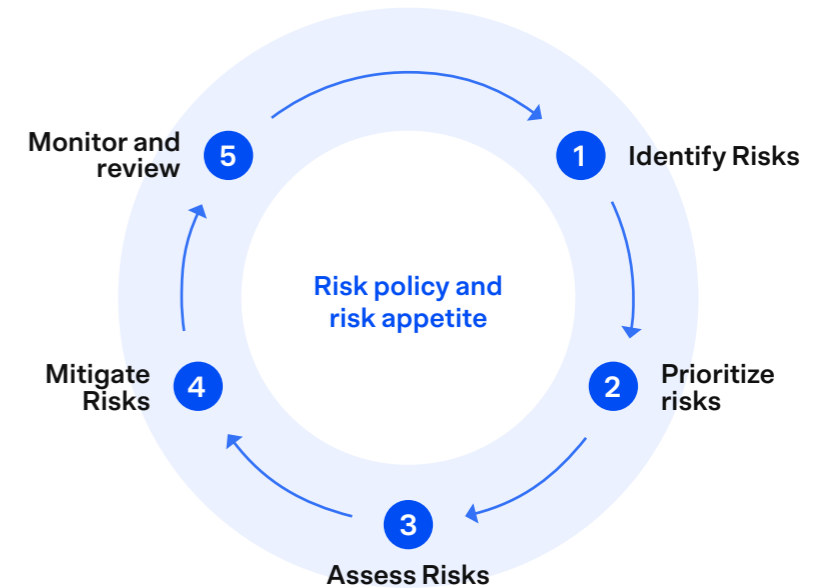 1
Identify Risks
2
Prioritize
risks
3
Assess Risks
4
Mitigate
Risks
5
Monitor and
review
Risk policy and
risk appetite